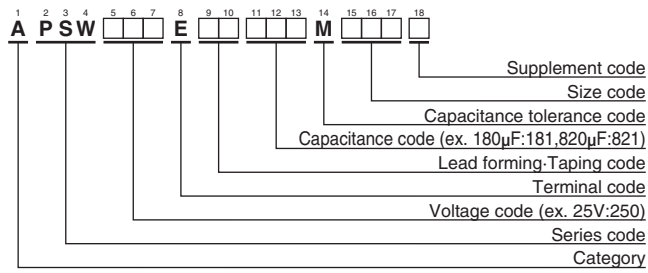 1 2 3 4 5 6 7 8 9 10 11 12 13 14 15 16 17 18
A PSW E M
Supplement code
Size code
Capacitance tolerance code
Capacitance code (ex. 180μF:181,820μF:821)
Lead forming·Taping code
Terminal code
Voltage code (ex. 25V:250)
Series code
Category